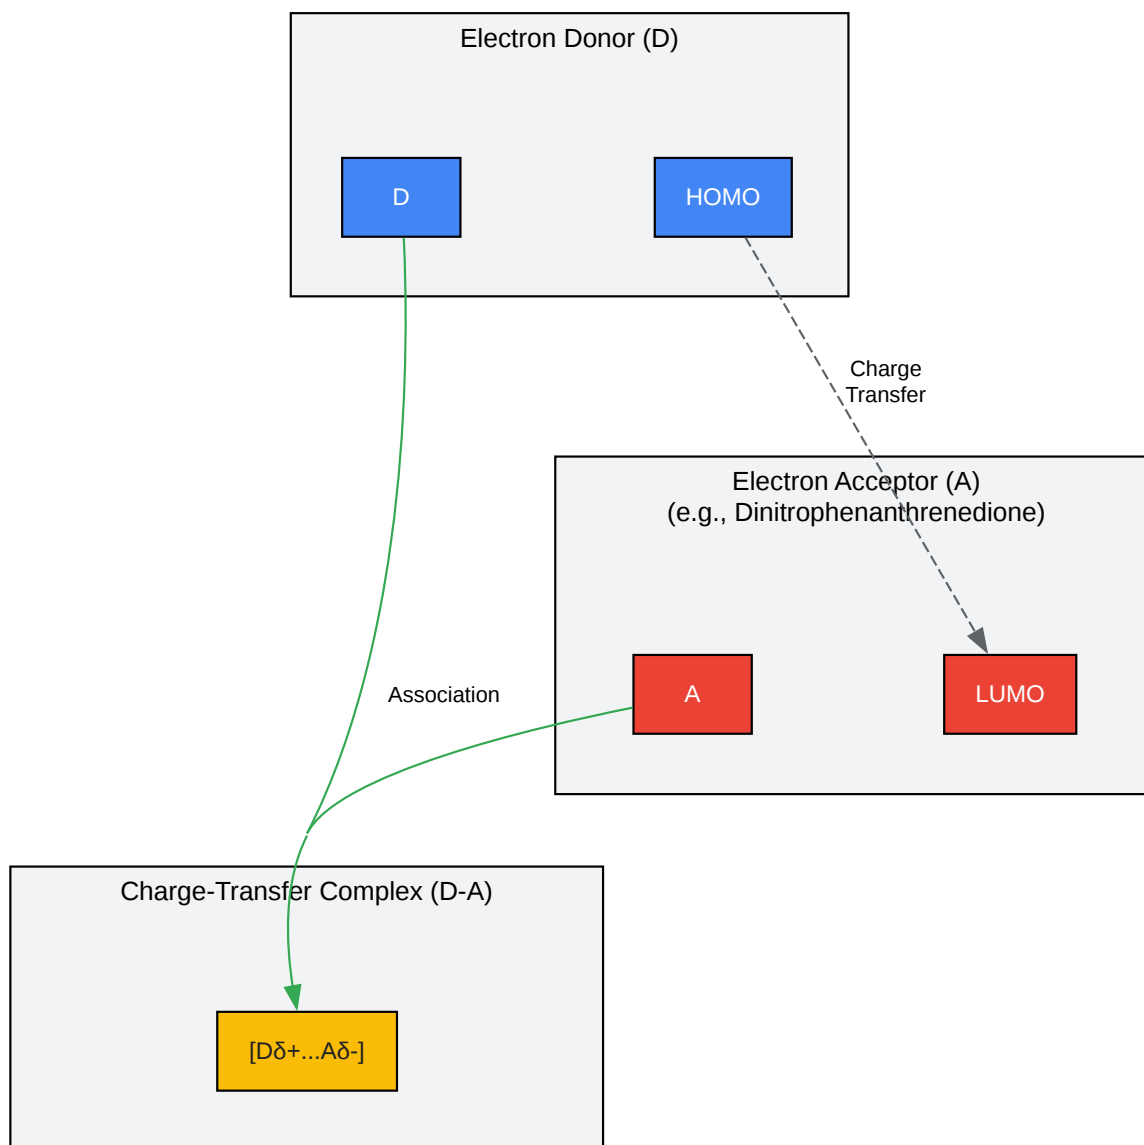 Electron Donor (D)
D
HOMO
Charge
Transfer
Electron Acceptor (A)
(e.g., Dinitrophenanthrenedione)
Association
A
LUMO
Charge-Transfer Complex (D-A)
[Dδ+...Aδ-]